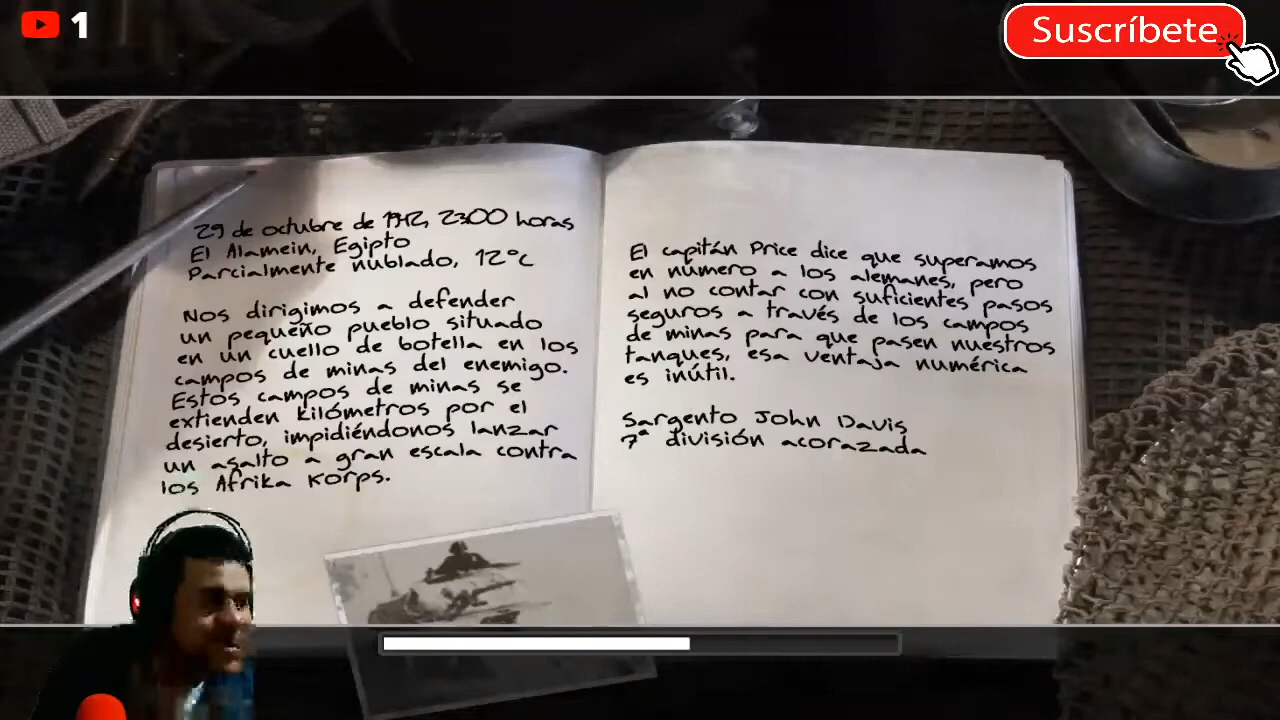 1
Suscríbete
29 de octubre de 1942, 2300 horas
El Alamein, Egipto
Parcialmente nublado, 12°c
Nos dirigimos a defender
un pequeño pueblo situado
en un cuello de botella en los
campos de minas del enemigo.
Estos campos de minas se
extienden kilómetros por el
desierto, impidiéndonos lanzar
un asalto a gran escala contra
los Afrika Korps.
El capitán Price dice que superamos
en número a los alemanes, pero
al no contar con suficientes pasos
seguros a través de los campos
de minas para que pasen nuestros
tanques, esa ventaja numérica
es inútil.
Sargento John Davis
7ª división acorazada